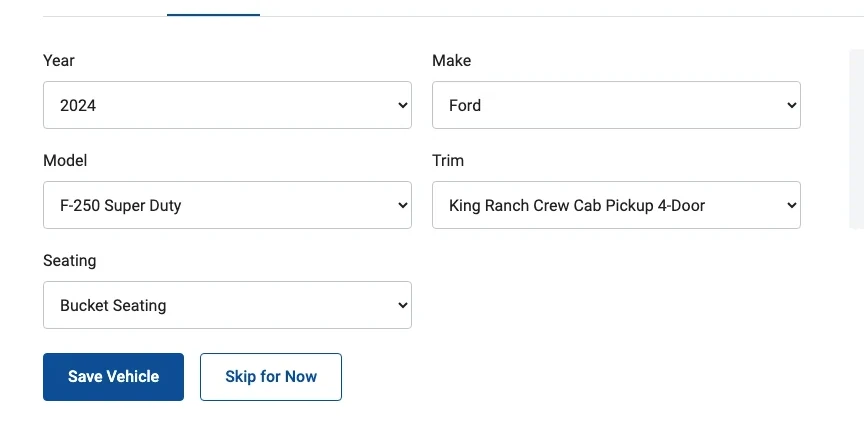 Year
Make
2024
Ford
Model
Trim
F-250 Super Duty
King Ranch Crew Cab Pickup 4-Door
Seating
Bucket Seating
Save Vehicle
Skip for Now